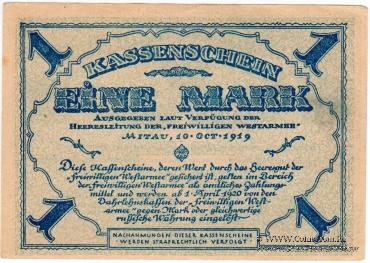 1 KASSENSCHEIN 1
EINE MARK
AUSGEGEBEN LAUT VERFÜGUNG DER
HEERESLEITUNG DER „FREIWILLIGEN WESTARMEE“
MITAU, 10·OCT·1919
Diese Kassenscheine, deren Wert durch das Heeresgut der
„freiwilligen Westarmee“ gesichert ist, gelten im Bereich
der „freiwilligen Westarmee“ als amtliches Zahlungs-
mittel und werden ab 1. April 1920 von den
Darlehnskassen der „freiwilligen West-
armee“ gegen Mark oder gleichwertige
russische Währung eingelöst
1 1
NACHAHMUNGEN DIESER KASSENSCHEINE
WERDEN STRAFRECHTLICH VERFOLGT